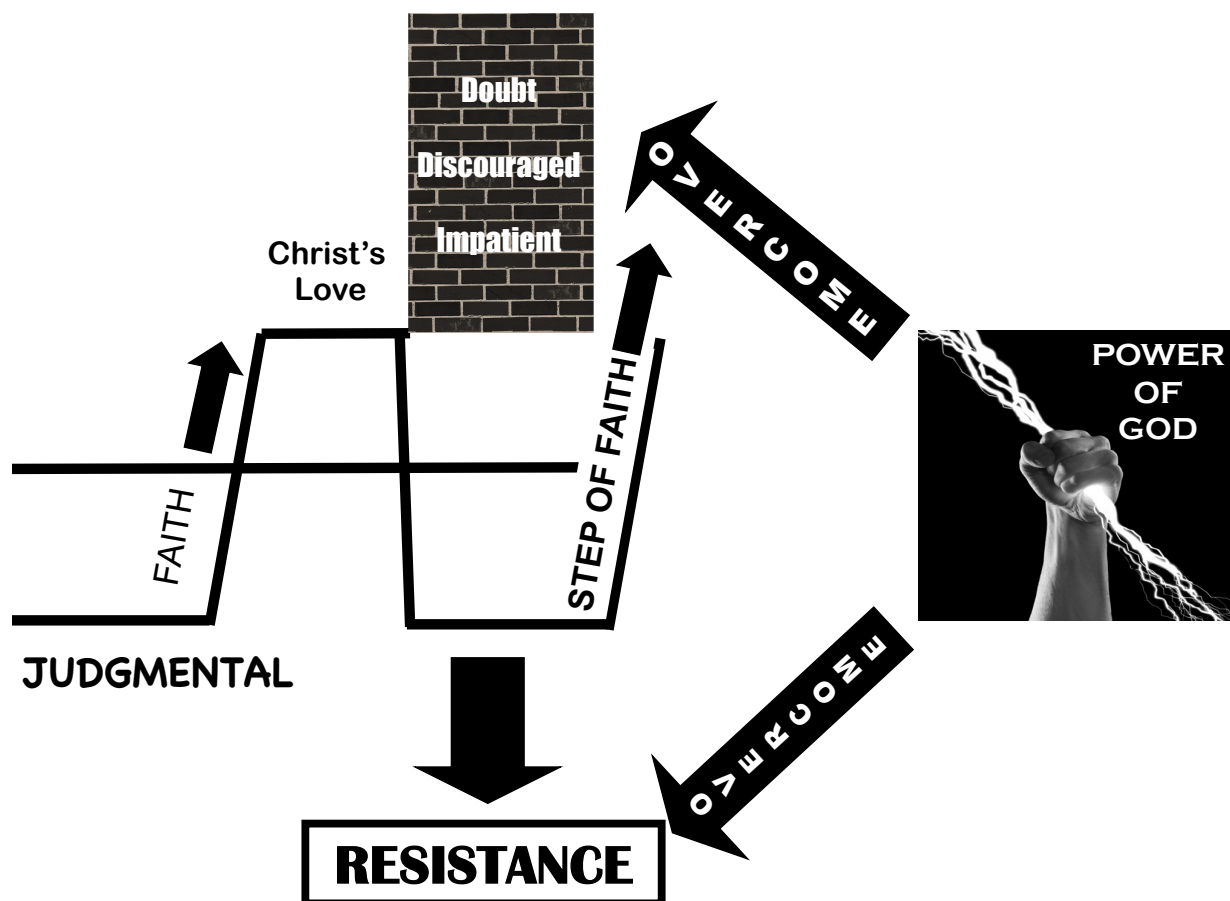 Doubt
Discouraged
Impatient
Christ's
Love
OVERCOME
POWER
OF
GOD
FAITH
STEP OF FAITH
JUDGMENTAL
OVERCOME
RESISTANCE